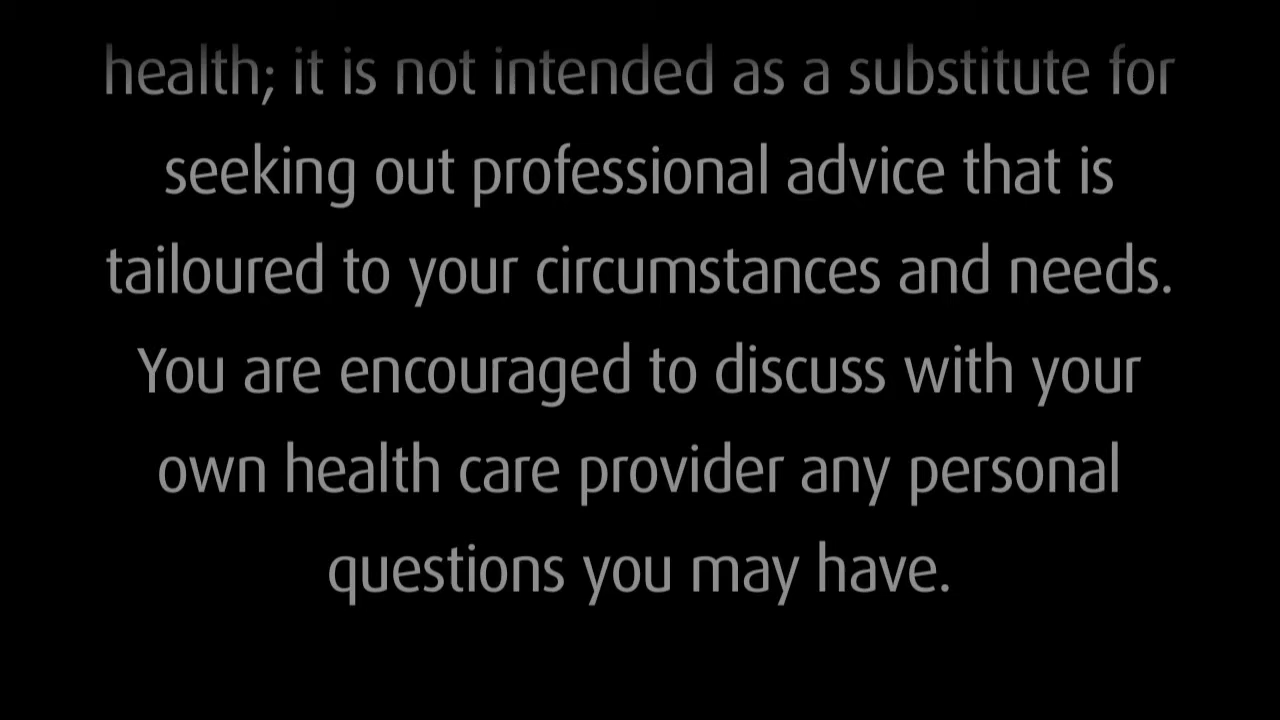 health; it is not intended as a substitute for
seeking out professional advice that is
tailoured to your circumstances and needs.
You are encouraged to discuss with your
own health care provider any personal
questions you may have.